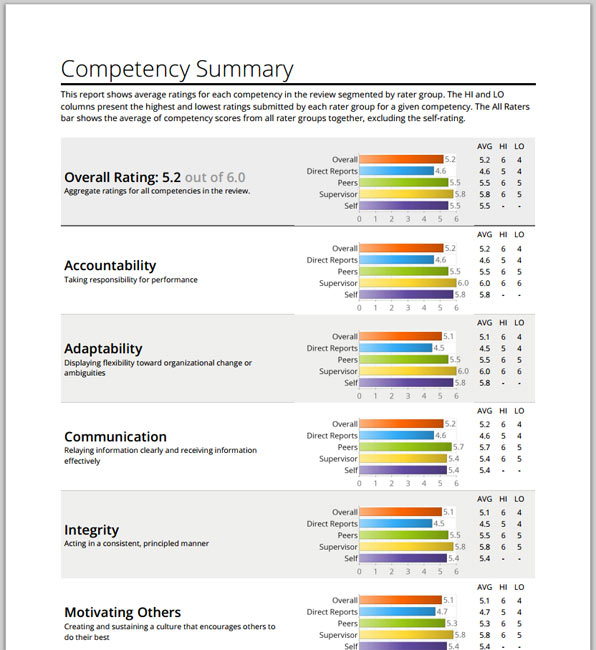 Competency Summary
This report shows average ratings for each competency in the review segmented by rater group. The HI and LO
columns present the highest and lowest ratings submitted by each rater group for a given competency. The All Raters
bar shows the average of competency scores from all rater groups together, excluding the self-rating.
AVG HI LO
Overall Rating: 5.2 out of 6.0
Aggregate ratings for all competencies in the review.
Overall 5.2 5.2 6 4
Direct Reports 4.6 4.6 5 4
Peers 5.5 5.5 6 5
Supervisor 5.8 5.8 6 5
Self 5.5 5.5 - -
0 1 2 3 4 5 6
AVG HI LO
Accountability
Taking responsibility for performance
Overall 5.2 5.2 6 4
Direct Reports 4.6 4.6 5 4
Peers 5.5 5.5 6 5
Supervisor 6.0 6.0 6 6
Self 5.8 5.8 - -
0 1 2 3 4 5 6
AVG HI LO
Adaptability
Displaying flexibility toward organizational change or
ambiguities
Overall 5.1 5.1 6 4
Direct Reports 4.5 4.5 5 4
Peers 5.5 5.5 6 5
Supervisor 6.0 6.0 6 6
Self 5.8 5.8 - -
0 1 2 3 4 5 6
AVG HI LO
Communication
Relaying information clearly and receiving information
effectively
Overall 5.2 5.2 6 4
Direct Reports 4.6 4.6 5 4
Peers 5.7 5.7 6 5
Supervisor 5.4 5.4 6 5
Self 5.4 5.4 - -
0 1 2 3 4 5 6
AVG HI LO
Integrity
Acting in a consistent, principled manner
Overall 5.1 5.1 6 4
Direct Reports 4.5 4.5 5 4
Peers 5.5 5.5 6 5
Supervisor 5.8 5.8 6 5
Self 5.4 5.4 - -
0 1 2 3 4 5 6
AVG HI LO
Motivating Others
Creating and sustaining a culture that encourages others to
do their best
Overall 5.1 5.1 6 4
Direct Reports 4.7 4.7 5 4
Peers 5.3 5.3 6 5
Supervisor 5.8 5.8 6 5
Self 5.4 5.4 - -